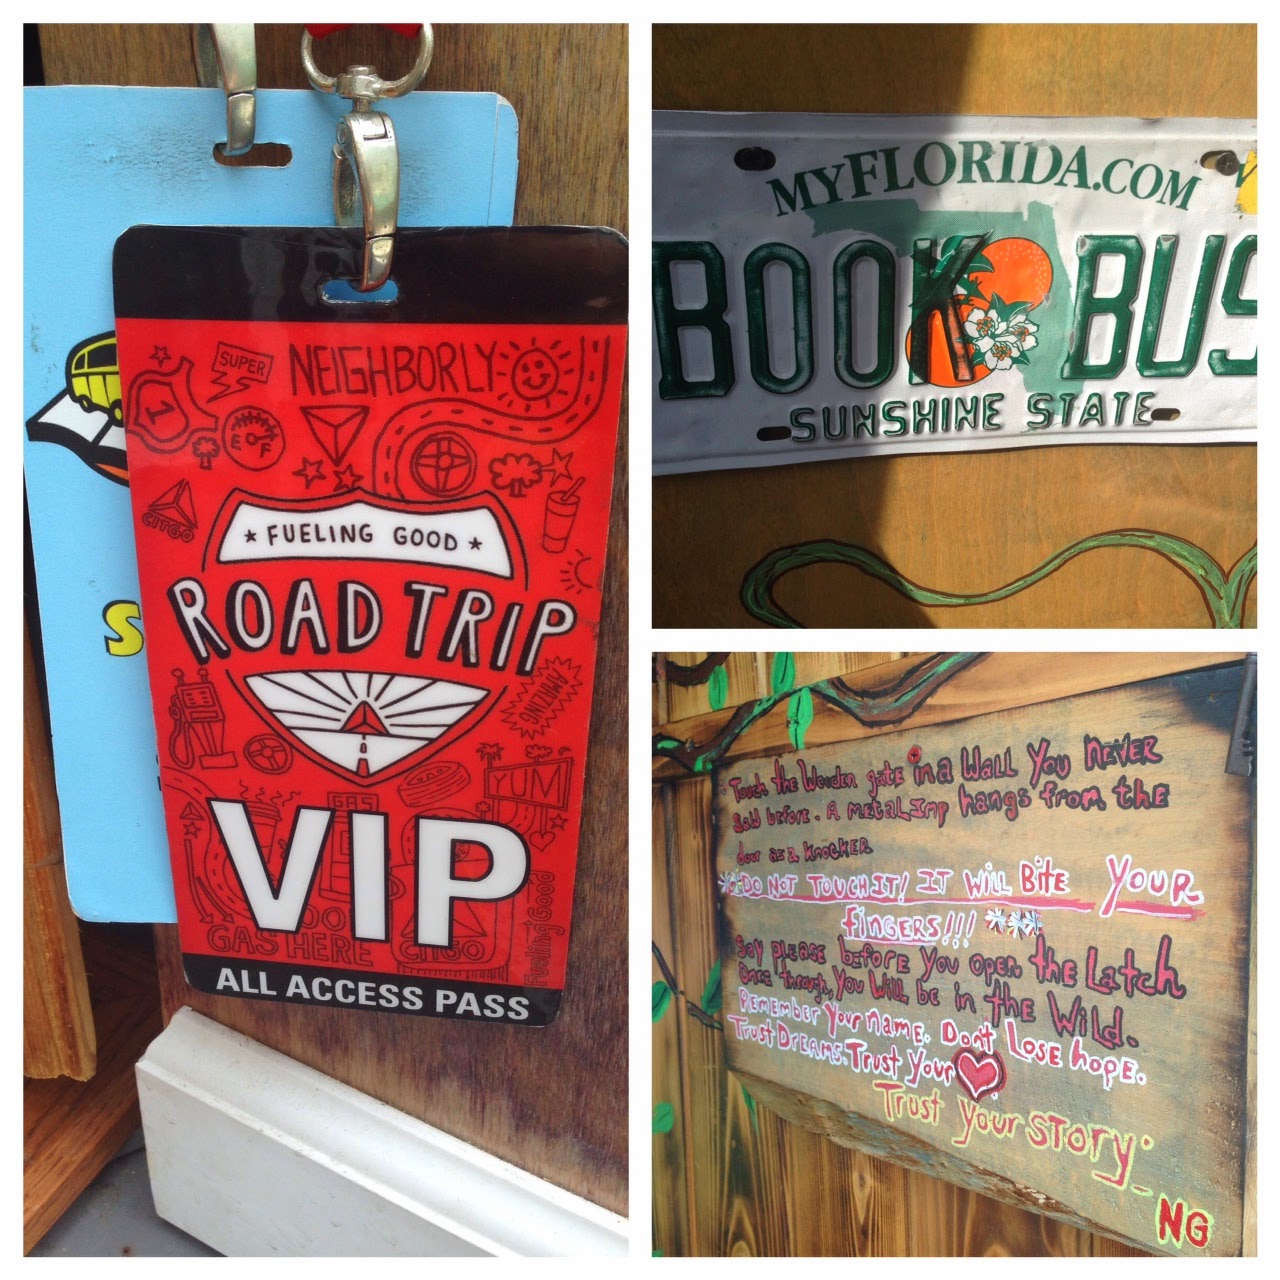 SUPER
NEIGHBORLY
1
E F
CITGO
★ FUELING GOOD ★
ROAD TRIP
YUM
GAS
VIP
GAS HERE
CITGO
Fueling Good
ALL ACCESS PASS
S
MYFLORIDA.COM
BOOK BUS
SUNSHINE STATE
Touch the Wooden gate in a Wall You NEVER
Saw before. A metal Imp hangs from the
door as a knocker
DO NOT TOUCH IT! IT WILL BITE YOUR
fiNGERS!!! ***
Say please before You open the Latch
Once through, You Will be in the Wild.
Remember Your name. Don't Lose hope.
Trust Dreams. Trust Your
Trust Your Story.
- NG